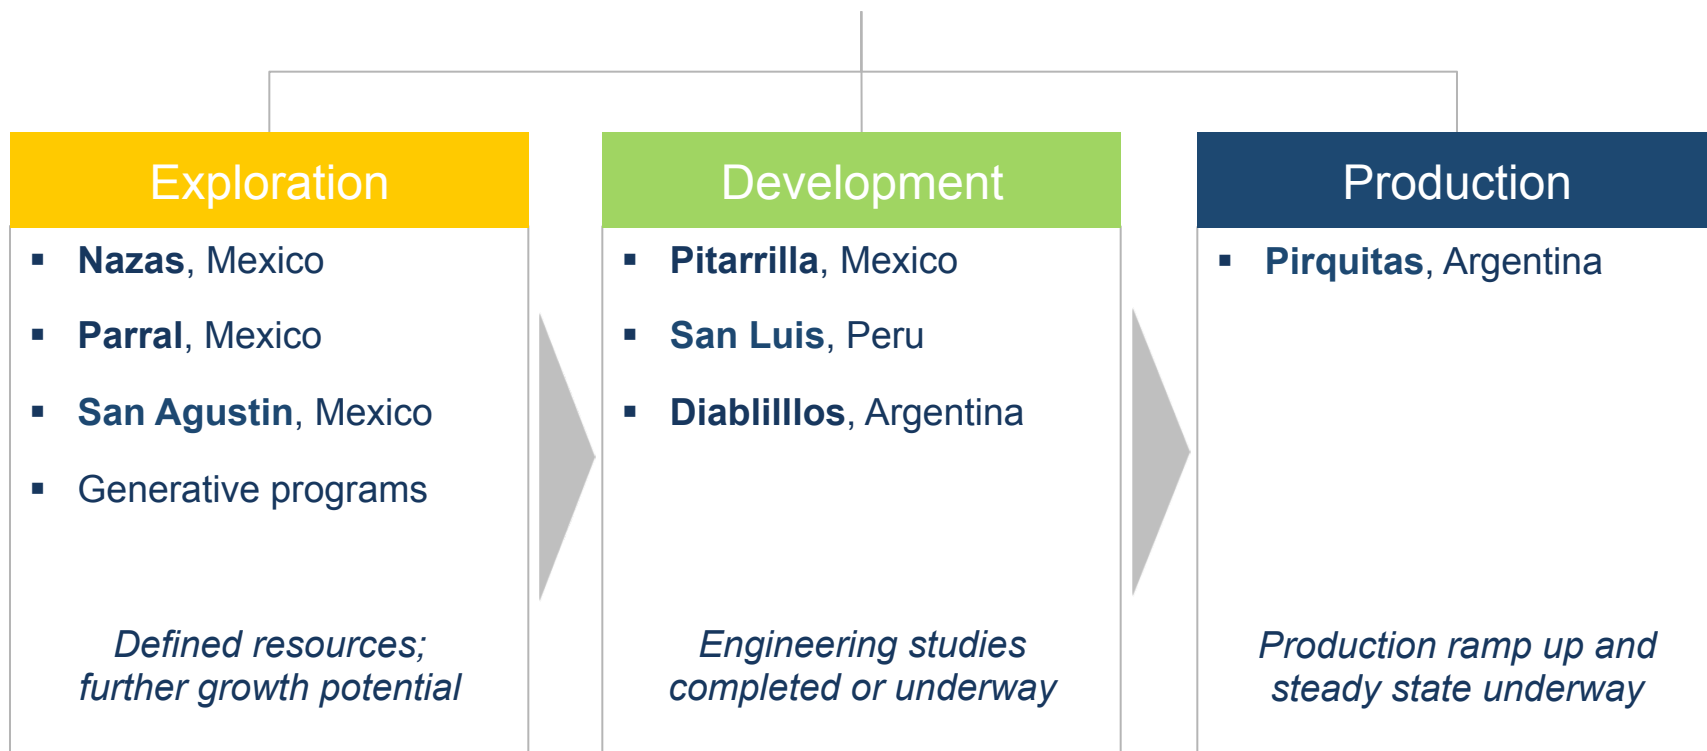 Exploration
▪ Nazas, Mexico
▪ Parral, Mexico
▪ San Agustin, Mexico
▪ Generative programs
Defined resources;
further growth potential
Development
▪ Pitarrilla, Mexico
▪ San Luis, Peru
▪ Diablilllos, Argentina
Engineering studies
completed or underway
Production
▪ Pirquitas, Argentina
Production ramp up and
steady state underway